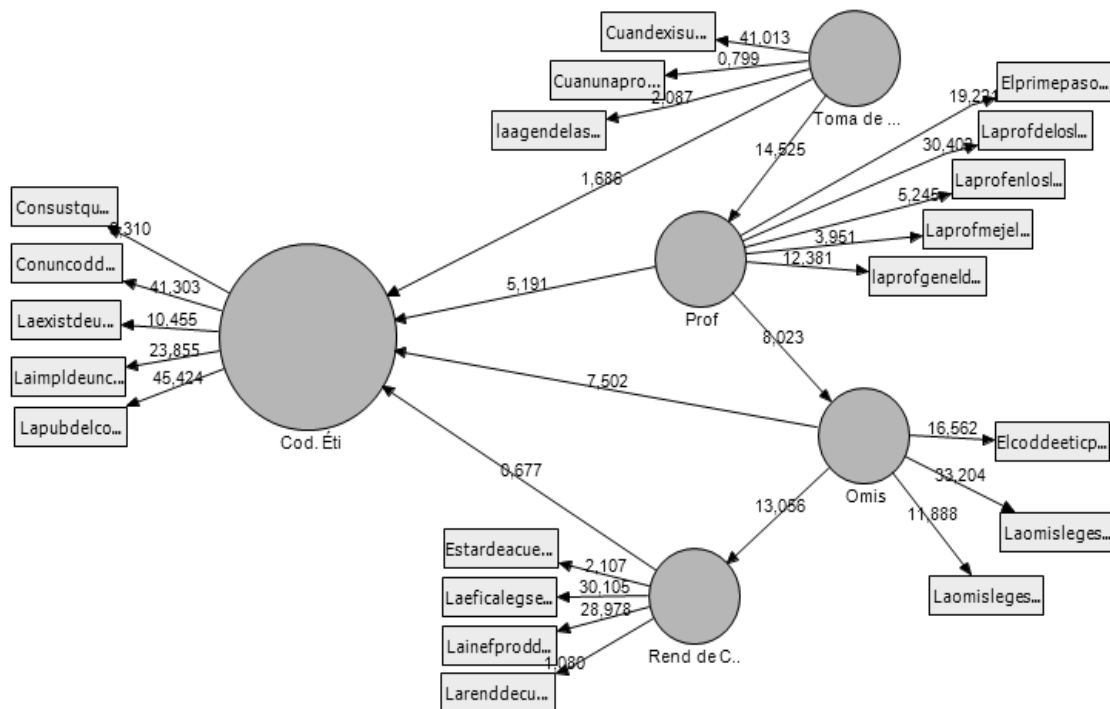 Cuandexisu...
41,013
0,799
Cuanunapro...
2,087
laagendelas...
Toma de ...
Elprimepaso...
Laprofdelosl...
30,402
Laprofenlosl...
5,245
Laprofmejel...
3,951
12,381
laprofgeneld...
14,525
1,686
Prof
5,191
Consustqu...
Conuncodd...
41,303
Laexistdeu...
10,455
Laimpldeunc...
23,855
Lapubdelco...
45,424
Cod. Éti
8,023
7,502
16,562
Elcoddeeticp...
33,204
Laomisleges...
11,888
Laomisleges...
Omis
13,056
0,677
Estardeacue...
2,107
Laeficalegse...
30,105
Lainefprodd...
28,978
1,080
Larenddecu...
Rend de C..